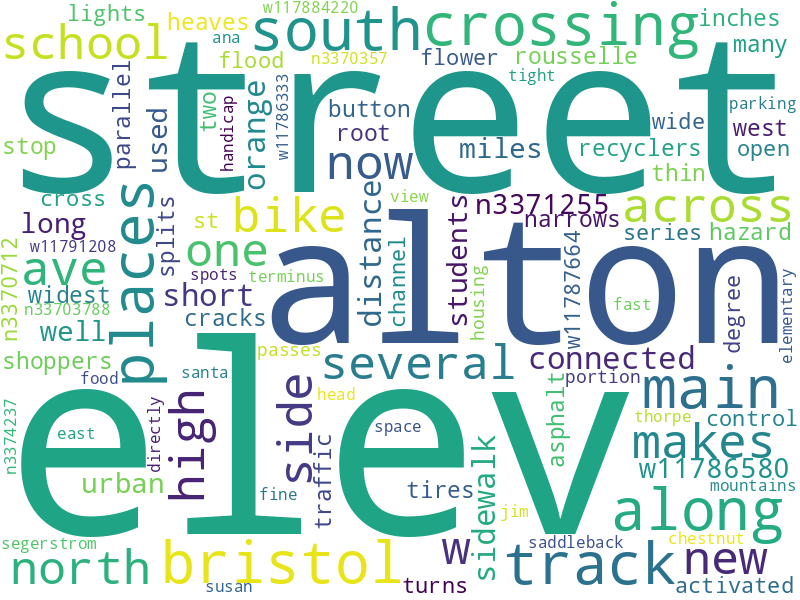 lights
heaves
w117884220
ana
south
crossing
inches
many
school
flood
n3370357
flower
rousselle
tight
street
stop
parallel
used
two
handicap
orange
w11786333
button
root
now
miles
wide
recyclers
parking
west
open
thin
cross
long
w11791208
places
splits
st
bike
view
distance
students
n3371255
narrows
across
series
hazard
n3370712
ave
widest
n33703788
well
one
spots
terminus
short
cracks
channel
alton
housing
w11787664
fast
degree
elementary
shoppers
food
passes
santa
several
connected
portion
main
n3374237
east
directly
high
side
elev
head
space
asphalt
thorpe
control
makes
w11786580
mountains
urban
fine
traffic
tires
sidewalk
jim
along
segerstrom
north
bristol
susan
w
turns
track
saddleback
chestnut
new
activated